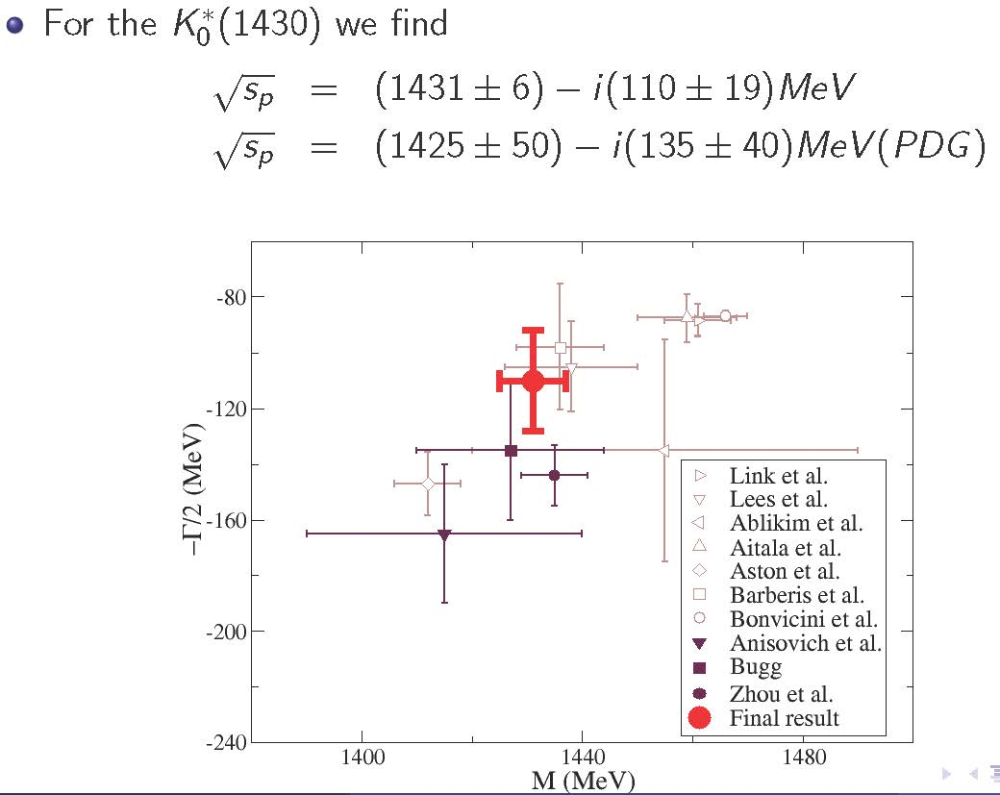 For the K₀*(1430) we find
√sₚ = (1431 ± 6) − i(110 ± 19)MeV
√sₚ = (1425 ± 50) − i(135 ± 40)MeV(PDG)
-80
-120
-160
-200
-240
−Γ/2 (MeV)
Link et al.
Lees et al.
Ablikim et al.
Aitala et al.
Aston et al.
Barberis et al.
Bonvicini et al.
Anisovich et al.
Bugg
Zhou et al.
Final result
1400 1440 1480
M (MeV)